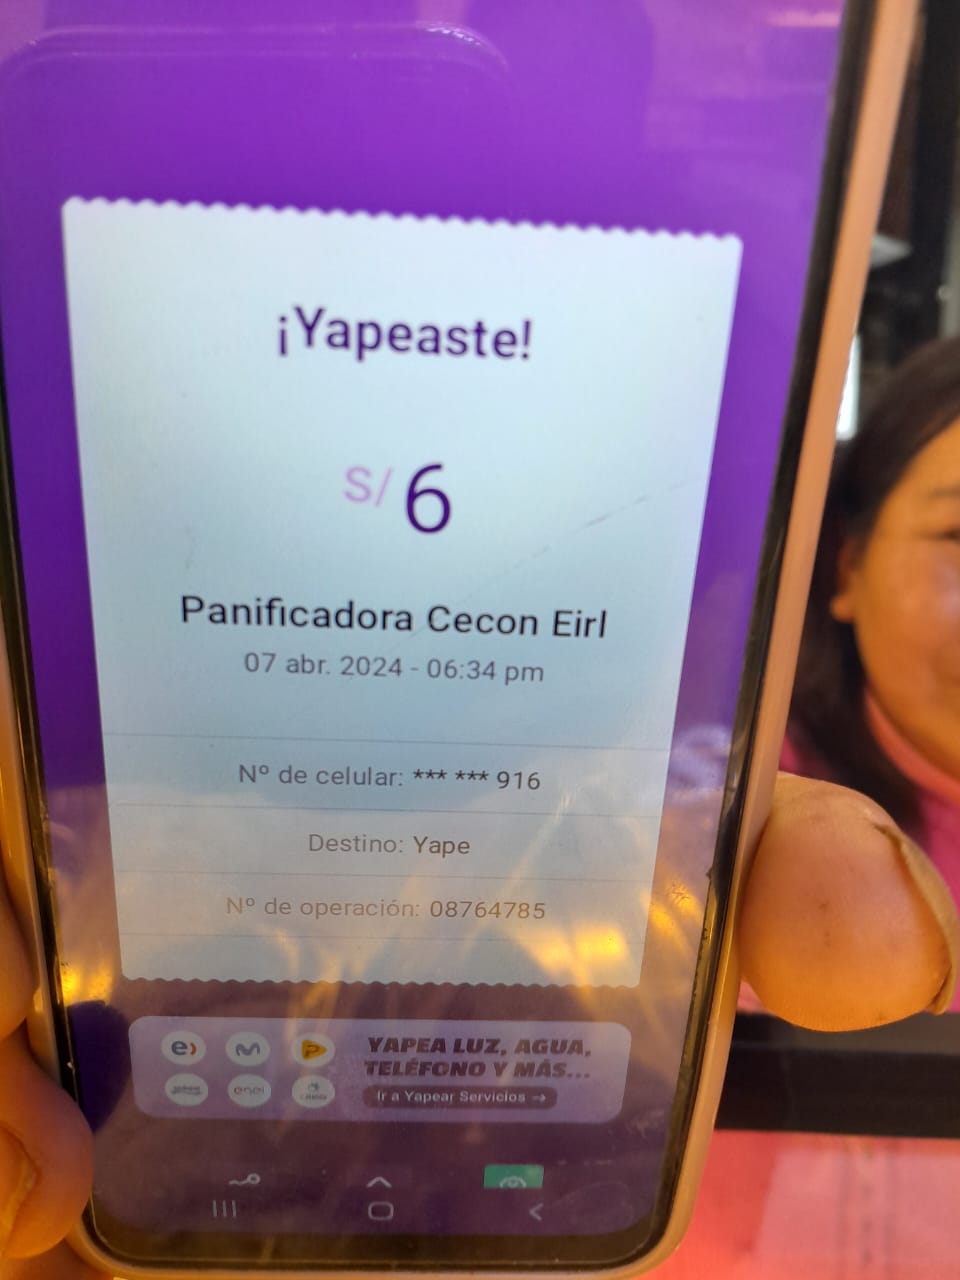 ¡Yapeaste!
S/ 6
Panificadora Cecon Eirl
07 abr. 2024 - 06:34 pm
Nº de celular: *** *** 916
Destino: Yape
Nº de operación: 08764785
YAPEA LUZ, AGUA,
TELÉFONO Y MÁS...
Ir a Yapear Servicios →
enel